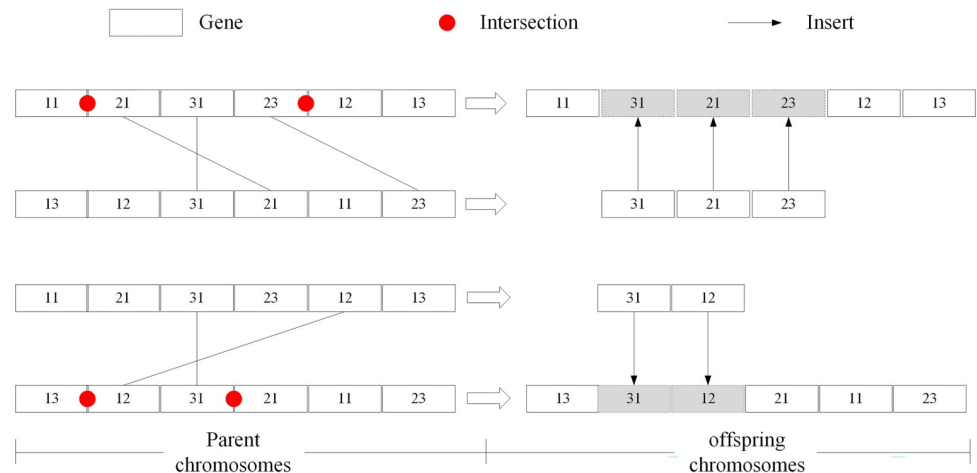 Gene Intersection Insert
11 21 31 23 12 13 11 31 21 23 12 13
13 12 31 21 11 23 31 21 23
11 21 31 23 12 13 31 12
13 12 31 21 11 23 13 31 12 21 11 23
Parent offspring
chromosomes chromosomes